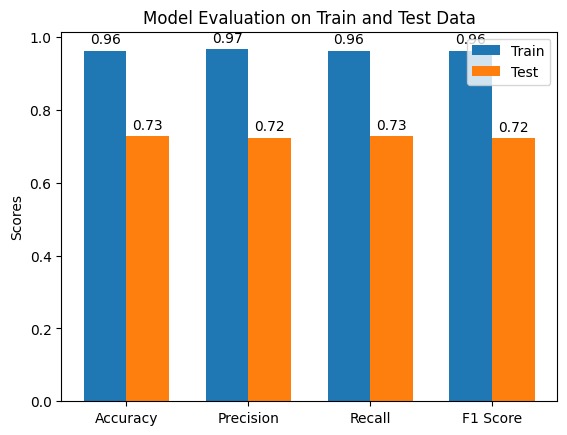 Model Evaluation on Train and Test Data
Scores
1.0
0.8
0.6
0.4
0.2
0.0
0.96
0.73
0.97
0.72
0.96
0.73
0.96
0.72
Train
Test
Accuracy
Precision
Recall
F1 Score